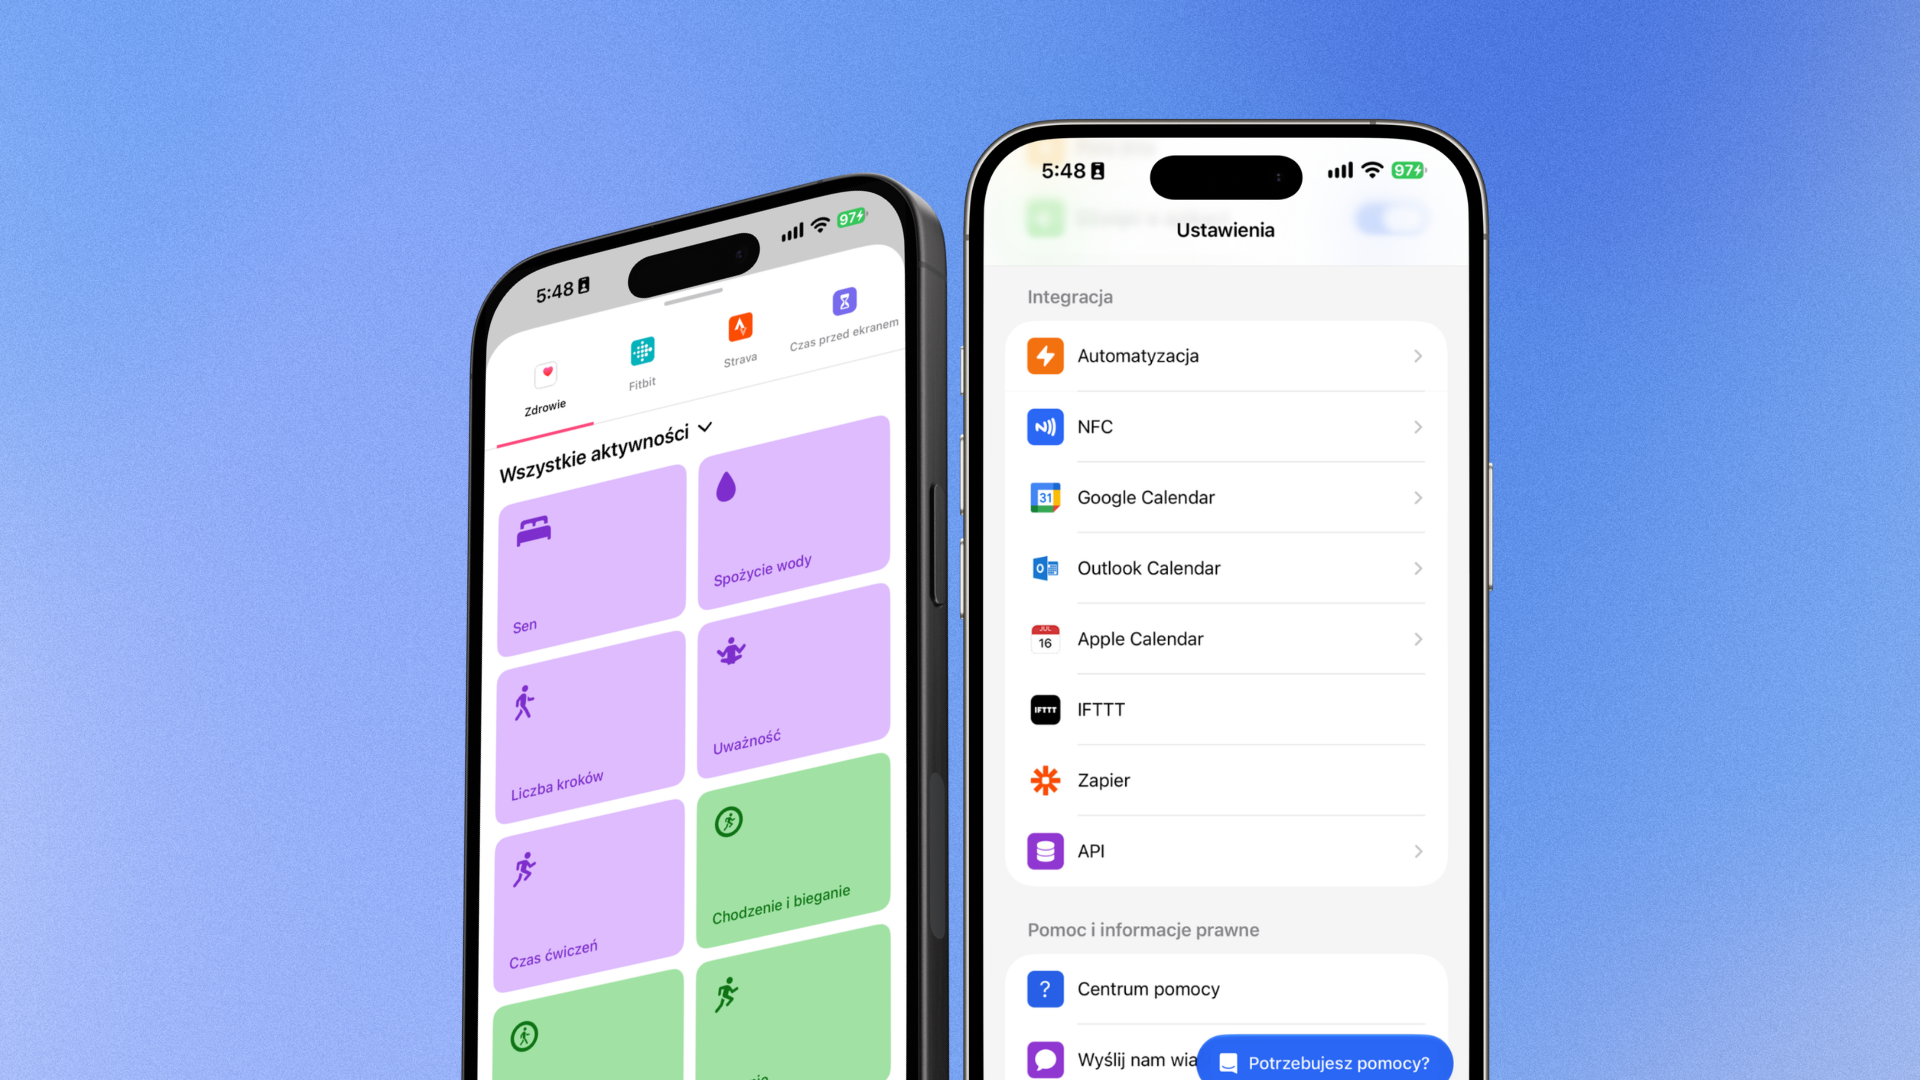 5:48
97
Zdrowie
Fitbit
Strava
Czas przed ekranem
Wszystkie aktywności
Sen
Spożycie wody
Liczba kroków
Uważność
Czas ćwiczeń
Chodzenie i bieganie
5:48
97
Ustawienia
Integracja
Automatyzacja
NFC
31
Google Calendar
Outlook Calendar
JUL
16
Apple Calendar
IFTTT
IFTTT
Zapier
API
Pomoc i informacje prawne
?
Centrum pomocy
Wyślij nam
Potrzebujesz pomocy?